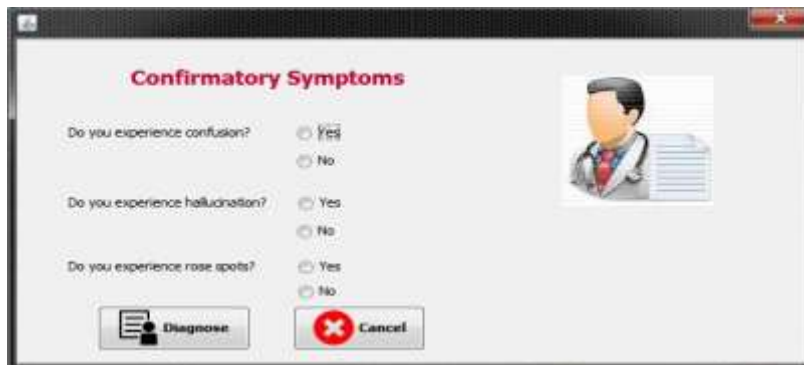 Confirmatory Symptoms
Do you experience confusion?
Yes
No
Do you experience hallucination?
Yes
No
Do you experience rose spots?
Yes
No
Diagnose
Cancel